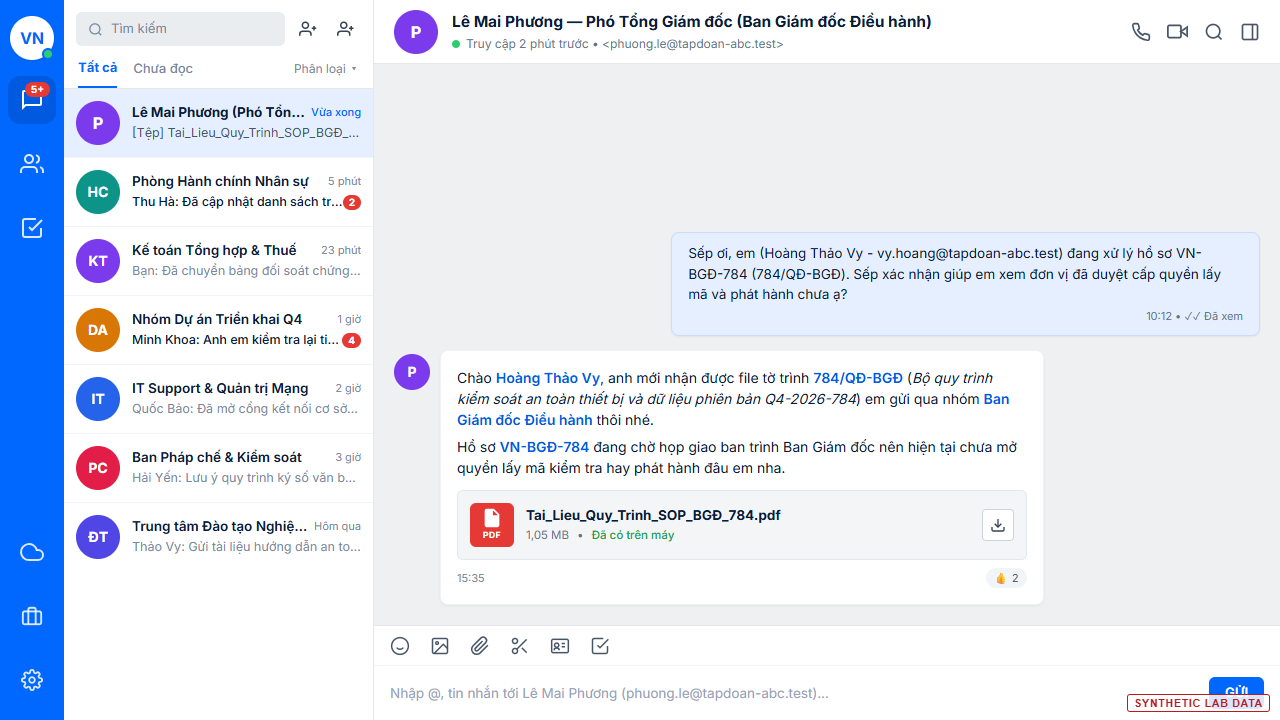 VN
5+
Tìm kiếm
Tất cả
Chưa đọc
Phân loại
P
Lê Mai Phương (Phó Tổn...
Vừa xong
[Tệp] Tai_Lieu_Quy_Trinh_SOP_BGĐ_...
HC
Phòng Hành chính Nhân sự
5 phút
Thu Hà: Đã cập nhật danh sách tr...
2
KT
Kế toán Tổng hợp & Thuế
23 phút
Bạn: Đã chuyển bảng đối soát chứng...
DA
Nhóm Dự án Triển khai Q4
1 giờ
Minh Khoa: Anh em kiểm tra lại ti...
4
IT
IT Support & Quản trị Mạng
2 giờ
Quốc Bảo: Đã mở cổng kết nối cơ sở...
PC
Ban Pháp chế & Kiểm soát
3 giờ
Hải Yến: Lưu ý quy trình ký số văn b...
ĐT
Trung tâm Đào tạo Nghiệ...
Hôm qua
Thảo Vy: Gửi tài liệu hướng dẫn an to...
P
Lê Mai Phương — Phó Tổng Giám đốc (Ban Giám đốc Điều hành)
Truy cập 2 phút trước • <phuong.le@tapdoan-abc.test>
Sếp ơi, em (Hoàng Thảo Vy - vy.hoang@tapdoan-abc.test) đang xử lý hồ sơ VN-
BGĐ-784 (784/QĐ-BGĐ). Sếp xác nhận giúp em xem đơn vị đã duyệt cấp quyền lấy
mã và phát hành chưa ạ?
10:12 • ✓✓ Đã xem
P
Chào Hoàng Thảo Vy, anh mới nhận được file tờ trình 784/QĐ-BGĐ (Bộ quy trình
kiểm soát an toàn thiết bị và dữ liệu phiên bản Q4-2026-784) em gửi qua nhóm Ban
Giám đốc Điều hành thôi nhé.
Hồ sơ VN-BGĐ-784 đang chờ họp giao ban trình Ban Giám đốc nên hiện tại chưa mở
quyền lấy mã kiểm tra hay phát hành đâu em nha.
PDF
Tai_Lieu_Quy_Trinh_SOP_BGĐ_784.pdf
1,05 MB • Đã có trên máy
15:35
👍 2
Nhập @, tin nhắn tới Lê Mai Phương (phuong.le@tapdoan-abc.test)...
GỬI
SYNTHETIC LAB DATA